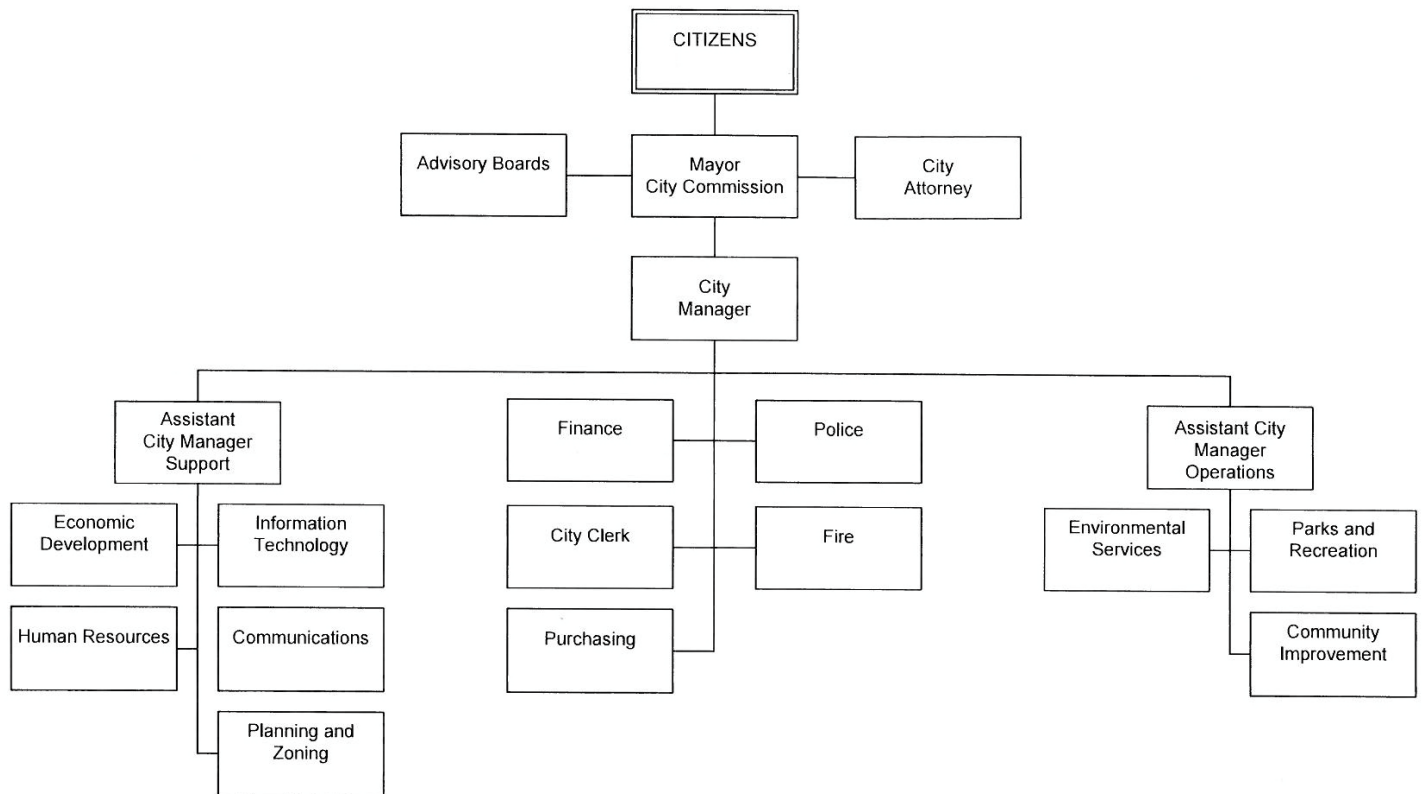 CITIZENS
Advisory Boards
Mayor
City Commission
City
Attorney
City
Manager
Assistant
City Manager
Support
Finance
Police
Assistant City
Manager
Operations
Economic
Development
Information
Technology
City Clerk
Fire
Environmental
Services
Parks and
Recreation
Human Resources
Communications
Purchasing
Community
Improvement
Planning and
Zoning